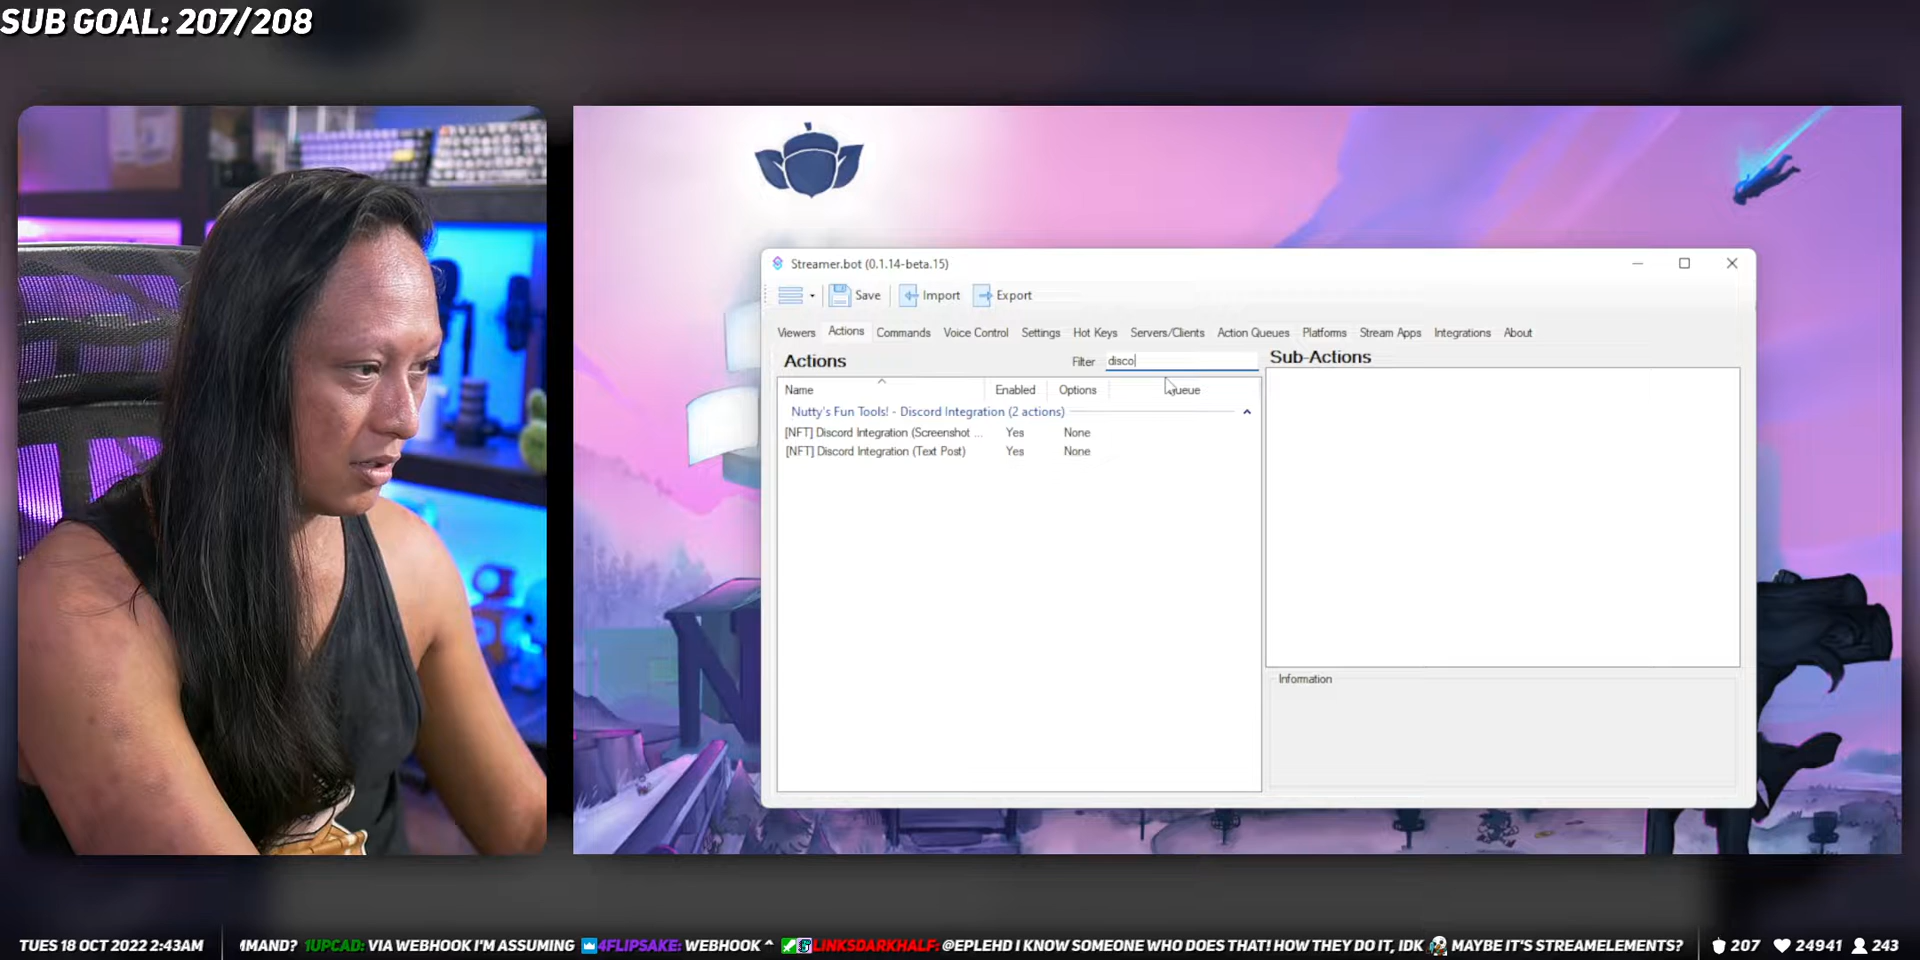 SUB GOAL: 207/208
Streamer.bot (0.1.14-beta.15)
Save Import Export
Viewers Actions Commands Voice Control Settings Hot Keys Servers/Clients Action Queues Platforms Stream Apps Integrations About
Actions Filter disco Sub-Actions
Name Enabled Options Queue
Nutty's Fun Tools! - Discord Integration (2 actions)
[NFT] Discord Integration (Screenshot ... Yes None
[NFT] Discord Integration (Text Post) Yes None
Information
TUES 18 OCT 2022 2:43AM MMAND? 1UPCAD: VIA WEBHOOK I'M ASSUMING 4FLIPSAKE: WEBHOOK ^ LINKSDARKHALF: @EPLEHD I KNOW SOMEONE WHO DOES THAT! HOW THEY DO IT, IDK MAYBE IT'S STREAMELEMENTS? 207 24941 243